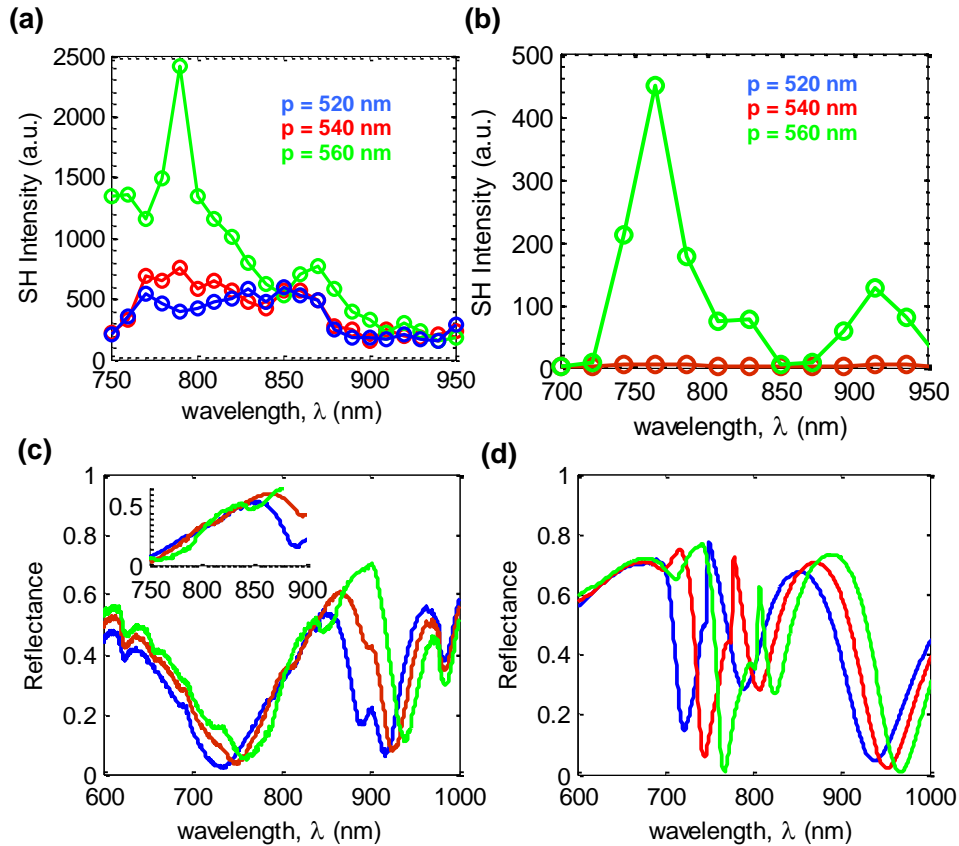 (a)
(b)
2500
2000
1500
1000
500
0
SH Intensity (a.u.)
p = 520 nm
p = 540 nm
p = 560 nm
750
800
850
900
950
wavelength, λ (nm)
500
400
300
200
100
0
SH Intensity (a.u.)
p = 520 nm
p = 540 nm
p = 560 nm
700
750
800
850
900
950
wavelength, λ (nm)
(c)
(d)
1
0.8
0.6
0.4
0.2
0
Reflectance
0.5
0
750
800
850
900
600
700
800
900
1000
wavelength, λ (nm)
1
0.8
0.6
0.4
0.2
0
Reflectance
600
700
800
900
1000
wavelength, λ (nm)